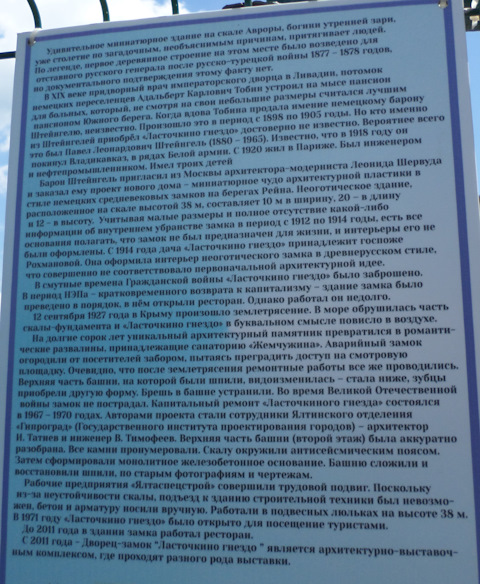 Удивительное миниатюрное здание на скале Авроры, богини утренней зари,
уже столетие по загадочным, необъяснимым причинам, притягивает людей.
По легенде, первое деревянное строение на этом месте было возведено для
отставного русского генерала после русско-турецкой войны 1877 – 1878 годов,
но документального подтверждения этому факту нет.
В XIX веке придворный врач императорского дворца в Ливадии, потомок
немецких переселенцев Адальберт Карлович Тобин устроил на мысе пансион
для больных, который, не смотря на свои небольшие размеры считался лучшим
пансионом Южного берега. Когда вдова Тобина продала имение немецкому барону
Штейнгелю, неизвестно. Произошло это в период с 1898 по 1905 годы. Но кто именно
из Штейнгелей приобрёл «Ласточкино гнездо» достоверно не известно. Вероятнее всего
это был Павел Леонардович Штейнгель (1880 – 1965). Известно, что в 1918 году он
покинул Владикавказ, в рядах Белой армии. С 1920 жил в Париже. Был инженером
и нефтепромышленником. Имел троих детей
Барон Штейнгель пригласил из Москвы архитектора-модерниста Леонида Шервуда
и заказал ему проект нового дома – миниатюрное чудо архитектурной пластики в
стиле немецких средневековых замков на берегах Рейна. Неоготическое здание,
расположенное на скале высотой 38 м, составляет 10 м в ширину, 20 – в длину
и 12 – в высоту. Учитывая малые размеры и полное отсутствие какой-либо
информации об внутреннем убранстве замка в период с 1912 по 1914 годы, есть все
основания полагать, что замок не был предназначен для жизни, и интерьеры его не
были оформлены. С 1914 года дача «Ласточкино гнездо» принадлежит госпоже
Рохмановой. Она оформила интерьер неоготического замка в древнерусском стиле,
что совершенно не соответствовало первоначальной архитектурной идее.
В смутные времена Гражданской войны «Ласточкино гнездо» было заброшено.
В период НЭПа – кратковременного возврата к капитализму – здание замка было
преведено в порядок, в нём открыли ресторан. Однако работал он недолго.
12 сентября 1927 года в Крыму произошло землетрясение. В море обрушилась часть
скалы-фундамента и «Ласточкино гнездо» в буквальном смысле повисло в воздухе.
На долгие сорок лет уникальный архитектурный памятник превратился в романти-
ческие развалины, принадлежащие санаторию «Жемчужина». Аварийный замок
огородили от посетителей забором, пытаясь преградить доступ на смотровую
площадку. Очевидно, что после землетрясения ремонтные работы все же проводились.
Верхняя часть башни, на которой были шпили, видоизменилась – стала ниже, зубцы
приобрели другую форму. Брешь в башне устранили. Во время Великой Отечественной
войны замок не пострадал. Капитальный ремонт «Ласточкиного гнезда» состоялся
в 1967 – 1970 годах. Авторами проекта стали сотрудники Ялтинского отделения
«Гипроград» (Государственного института проектирования городов) – архитектор
И. Татиев и инженер В. Тимофеев. Верхняя часть башни (второй этаж) была аккуратно
разобрана. Все камни пронумеровали. Скалу окружили антисейсмическим поясом.
Затем сформировали монолитное железобетонное основание. Башню сложили и
восстановили шпили, по старым фотографиям и чертежам.
Рабочие предприятия «Ялтаспецстрой» совершили трудовой подвиг. Поскольку
из-за неустойчивости скалы, подъезд к зданию строительной техники был невозмо-
жен, бетон и арматуру носили вручную. Работали в подвесных люльках на высоте 38 м.
В 1971 году «Ласточкино гнездо» было открыто для посещение туристами.
До 2011 года в здании замка работал ресторан.
С 2011 года - Дворец-замок "Ласточкино гнездо " является архитектурно-выставоч-
ным комплексом, где проходят разного рода выставки.